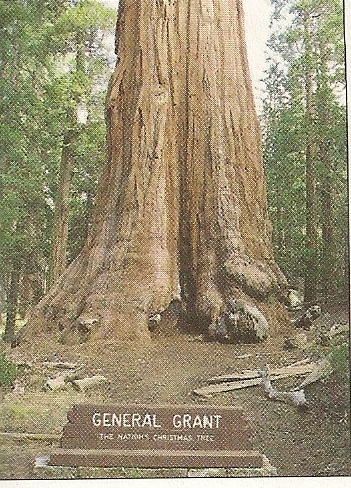 GENERAL GRANT
THE NATION'S CHRISTMAS TREE